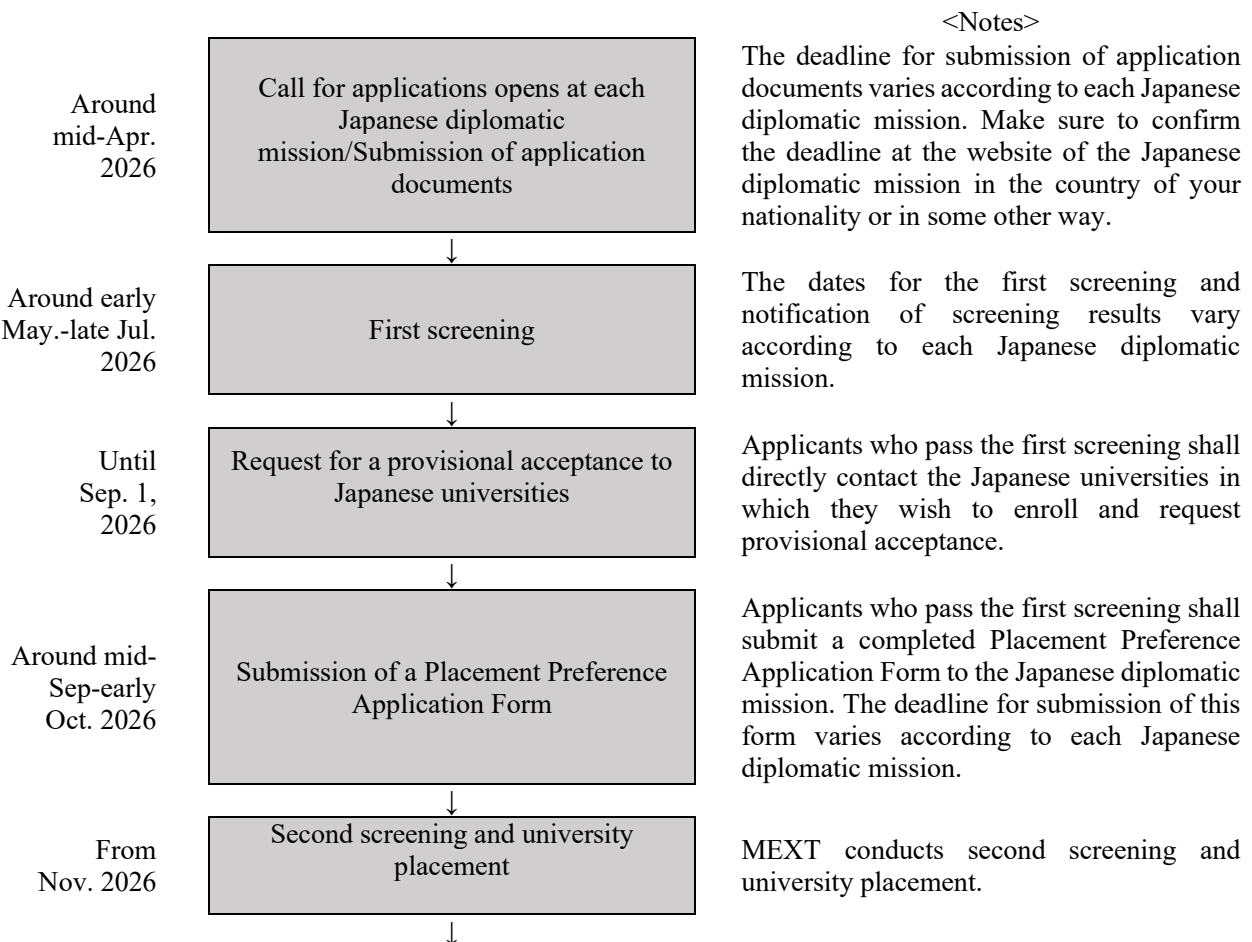 <Notes>
Around
mid-Apr.
2026
Call for applications opens at each
Japanese diplomatic
mission/Submission of application
documents
The deadline for submission of application
documents varies according to each Japanese
diplomatic mission. Make sure to confirm
the deadline at the website of the Japanese
diplomatic mission in the country of your
nationality or in some other way.
↓
Around early
May.-late Jul.
2026
First screening
The dates for the first screening and
notification of screening results vary
according to each Japanese diplomatic
mission.
↓
Until
Sep. 1,
2026
Request for a provisional acceptance to
Japanese universities
Applicants who pass the first screening shall
directly contact the Japanese universities in
which they wish to enroll and request
provisional acceptance.
↓
Around mid-
Sep-early
Oct. 2026
Submission of a Placement Preference
Application Form
Applicants who pass the first screening shall
submit a completed Placement Preference
Application Form to the Japanese diplomatic
mission. The deadline for submission of this
form varies according to each Japanese
diplomatic mission.
↓
From
Nov. 2026
Second screening and university
placement
MEXT conducts second screening and
university placement.
↓